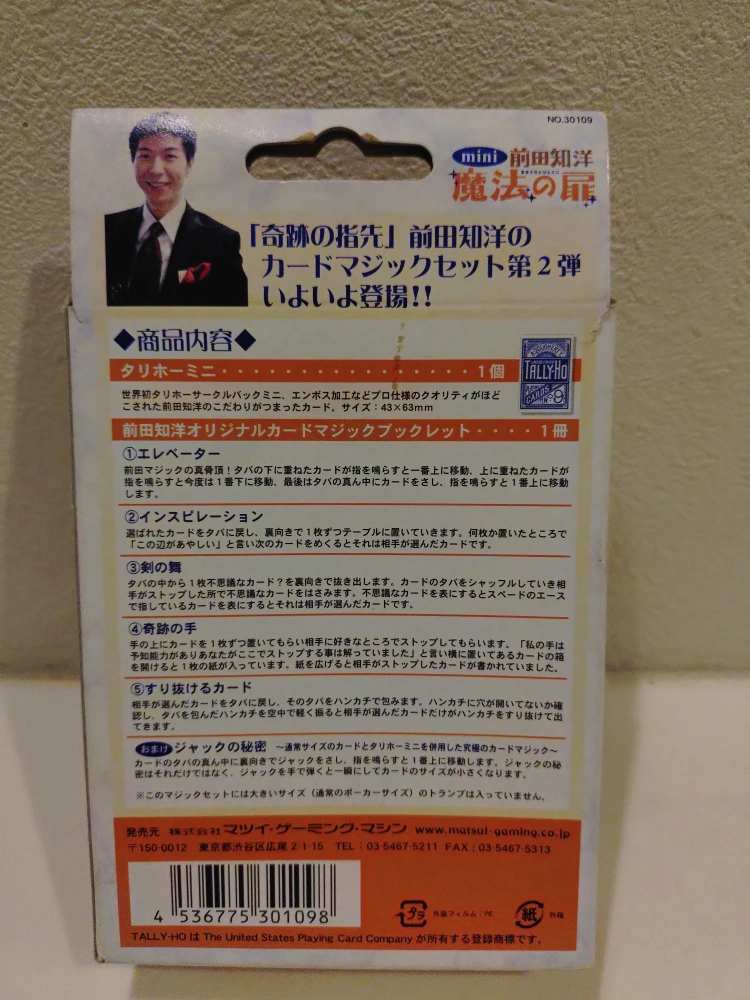 NO.30109
mini 前田知洋
魔法の扉
「奇跡の指先」前田知洋の
カードマジックセット第2弾
いよいよ登場!!
◆商品内容◆
タリホーミニ・・・・・・・・・・・・・・・・・1個
TALLY-HO
CARDS
No 9
世界初タリホーサークルバックミニ、エンボス加工などプロ仕様のクオリティがほど
こされた前田知洋のこだわりがつまったカード。サイズ:43×63mm
前田知洋オリジナルカードマジックブックレット・・・・1冊
①エレベーター
前田マジックの真骨頂!タバの下に重ねたカードが指を鳴らすと一番上に移動、上に重ねたカードが
指を鳴らすと今度は1番下に移動、最後はタバの真ん中にカードをさし、指を鳴らすと1番上に移動
します。
②インスピレーション
選ばれたカードをタバに戻し、裏向きで1枚ずつテーブルに置いていきます。何枚か置いたところで
「この辺があやしい」と言い次のカードをめくるとそれは相手が選んだカードです。
③剣の舞
タバの中から1枚不思議なカード?を裏向きで抜き出します。カードのタバをシャッフルしていき相
手がストップした所で不思議なカードをはさみます。不思議なカードを表にするとスペードのエース
で指しているカードを表にするとそれは相手が選んだカードです。
④奇跡の手
手の上にカードを1枚ずつ置いてもらい相手に好きなところでストップしてもらいます。「私の手は
予知能力がありあなたがここでストップする事は解っていました」と言い横に置いてあるカードの箱
を開けると1枚の紙が入っています。紙を広げると相手がストップしたカードが書かれていました。
⑤すり抜けるカード
相手が選んだカードをタバに戻し、そのタバをハンカチで包みます。ハンカチに穴が開いてないか確
認し、タバを包んだハンカチを空中で軽く振ると相手が選んだカードだけがハンカチをすり抜けて出
てきます。
おまけ ジャックの秘密 ～通常サイズのカードとタリホーミニを併用した究極のカードマジック～
カードのタバの真ん中に裏向きでジャックをさし、指を鳴らすと1番上に移動します。ジャックの秘
密はそれだけではなく、ジャックを手で弾くと一瞬にしてカードのサイズが小さくなります。
※このマジックセットには大きいサイズ(通常のポーカーサイズ)のトランプは入っていません。
発売元 株式会社マツイ・ゲーミング・マシン www.matsui-gaming.co.jp
〒150-0012 東京都渋谷区広尾2-1-15 TEL:03-5467-5211 FAX:03-5467-5313
4 536775 301098
プラ 外装フィルム:PE
紙 外箱
TALLY-HO は The United States Playing Card Company が所有する登録商標です。